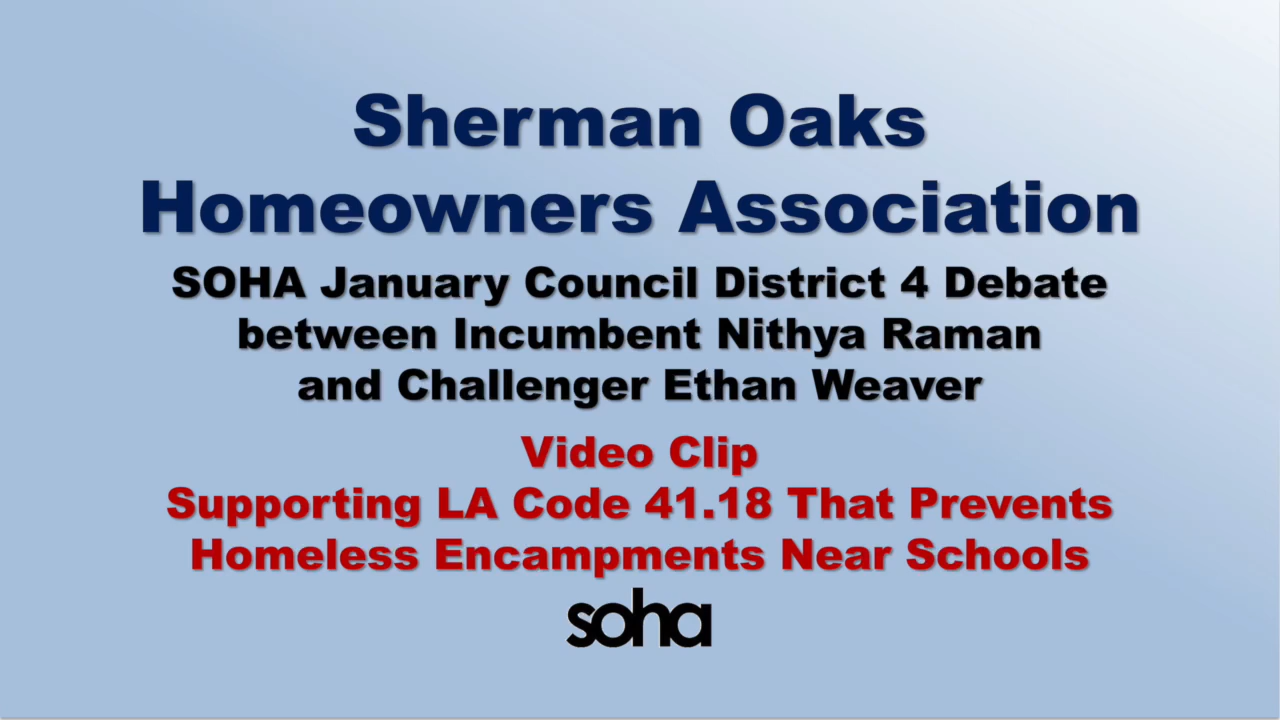 Sherman Oaks
Homeowners Association
SOHA January Council District 4 Debate
between Incumbent Nithya Raman
and Challenger Ethan Weaver
Video Clip
Supporting LA Code 41.18 That Prevents
Homeless Encampments Near Schools
soha